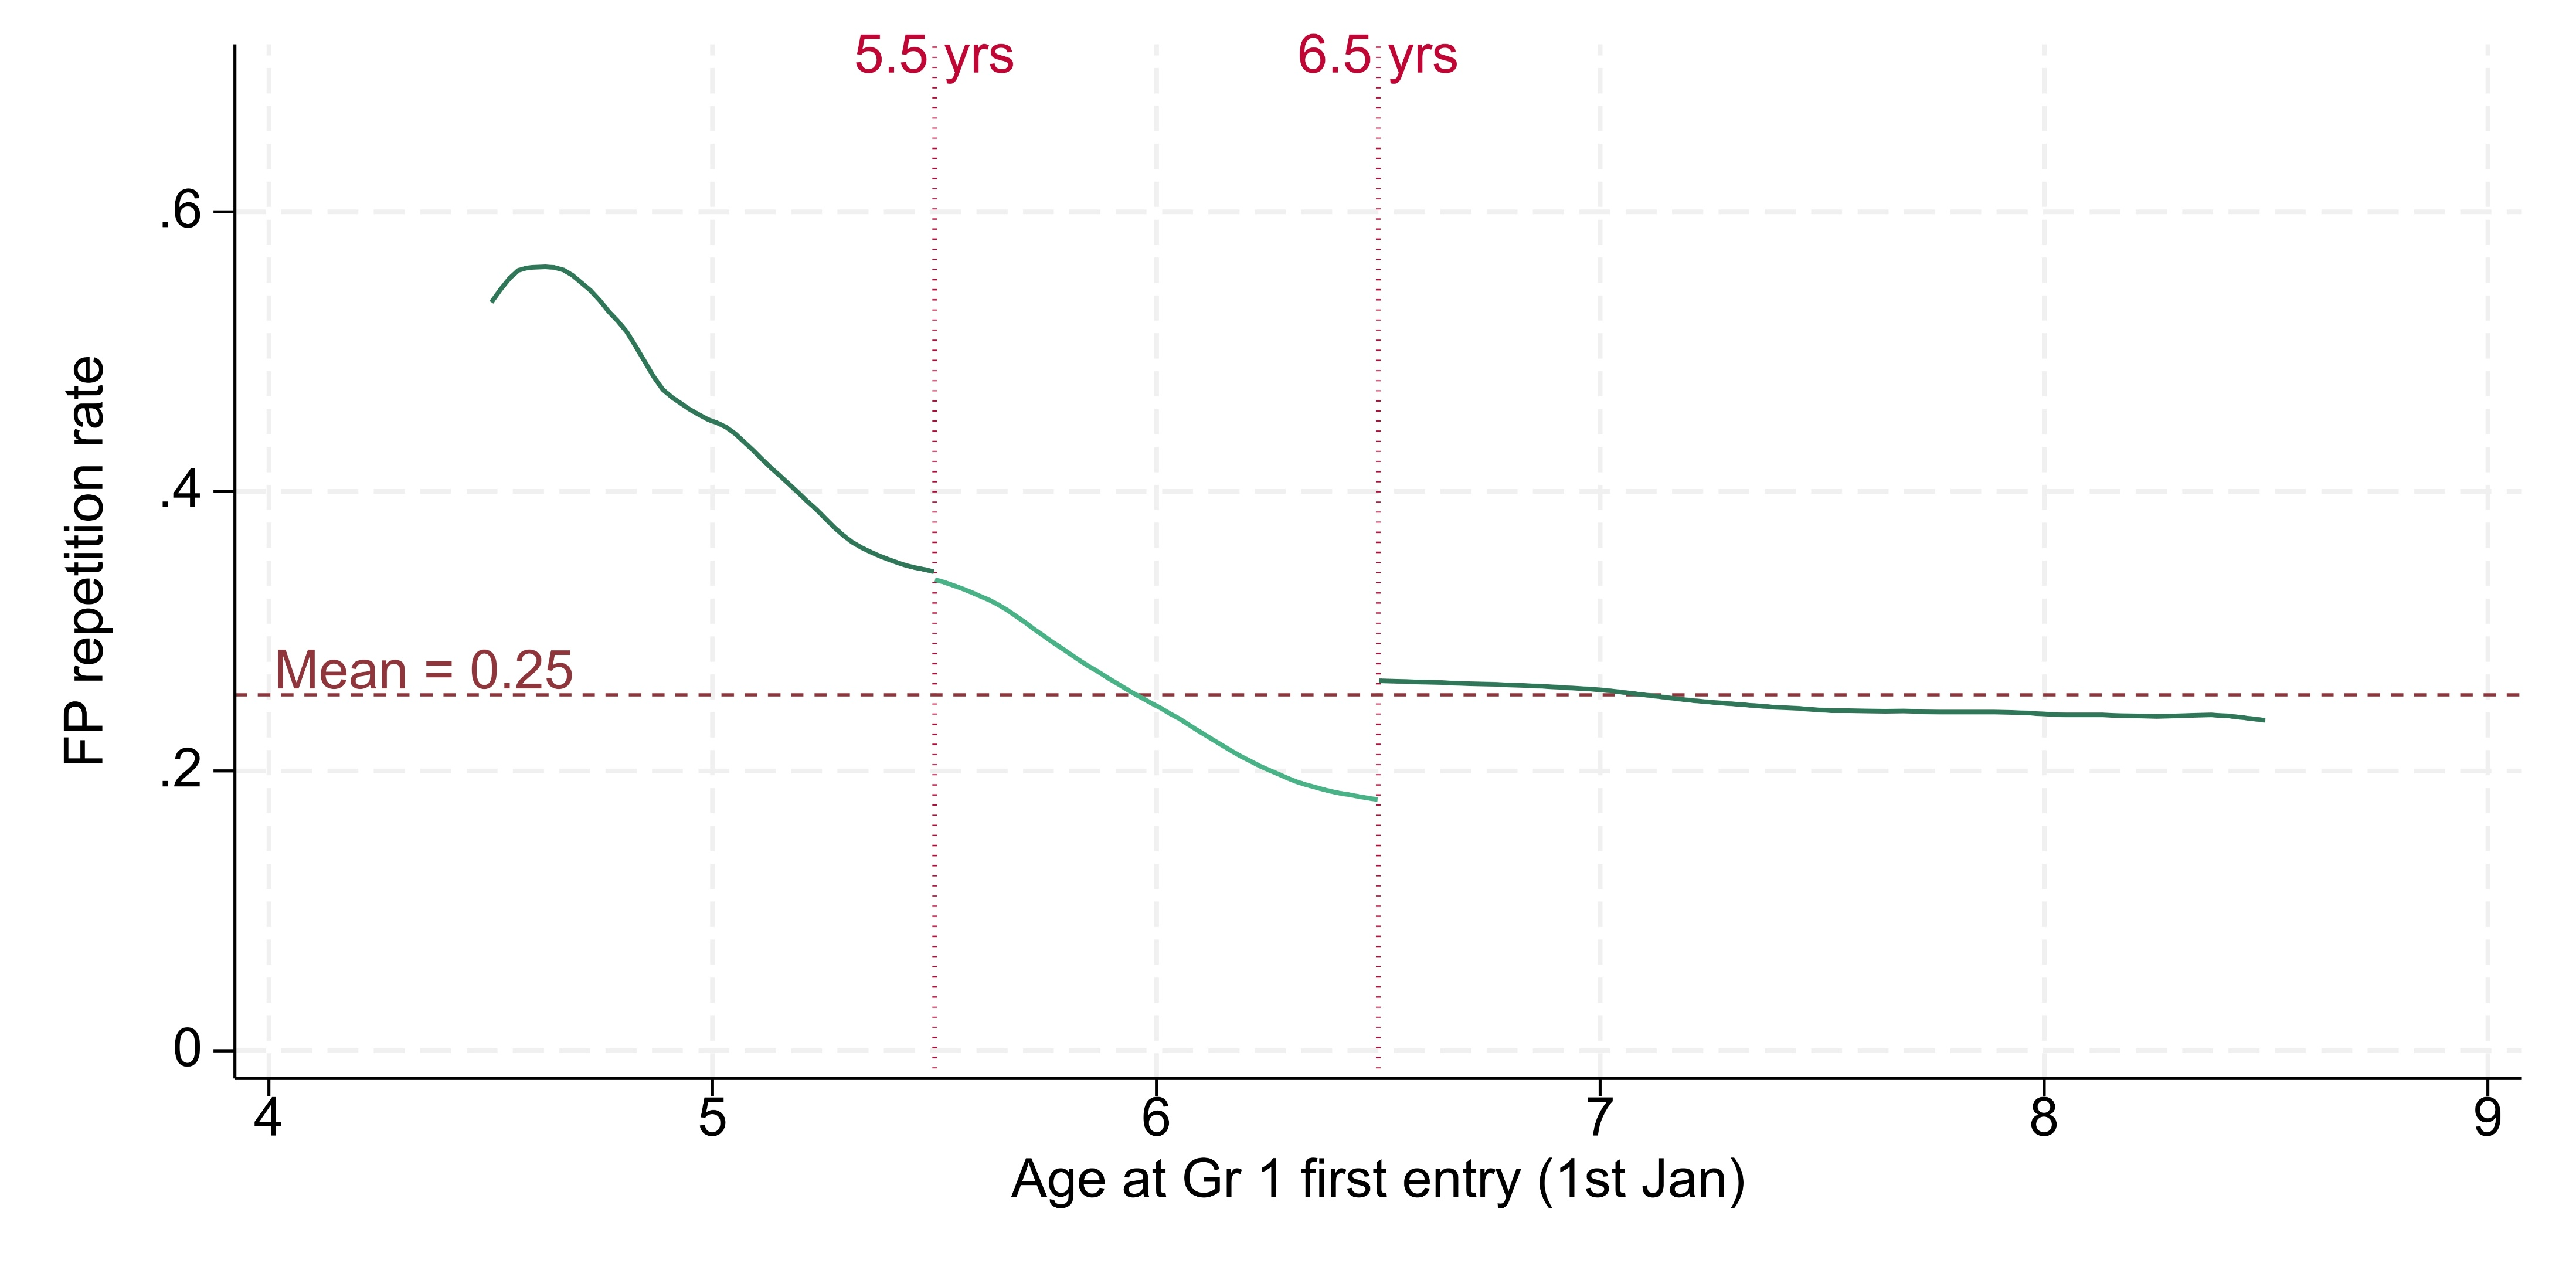 5.5 yrs
6.5 yrs
FP repetition rate
.6
.4
.2
0
Mean = 0.25
4
5
6
7
8
9
Age at Gr 1 first entry (1st Jan)